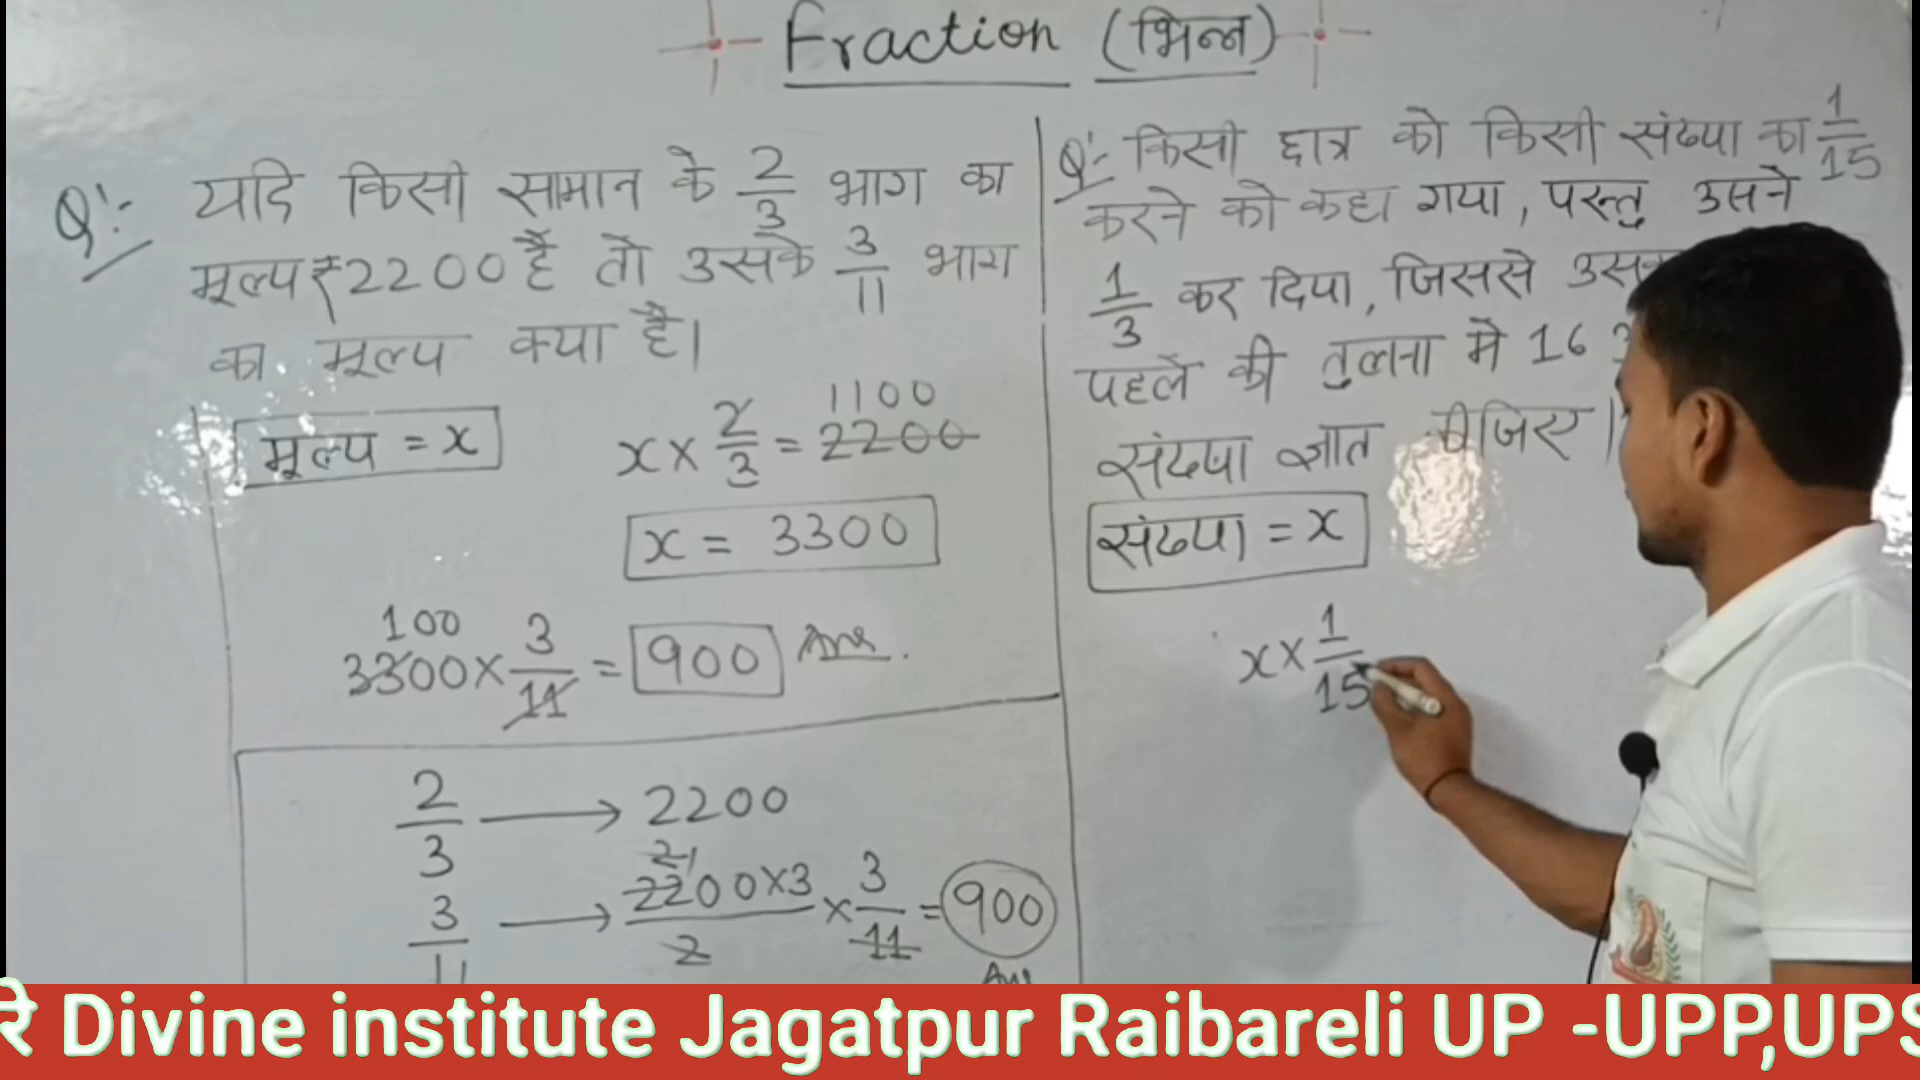 Fraction (भिन्न)
Q':- यदि किसी सामान के 2/3 भाग का
मूल्य ₹2200 है तो उसके 3/11 भाग
का मूल्य क्या है।
मूल्य = x
x × 2/3 = 2200
1100
x = 3300
100
3300 × 3/11 = 900 Ans.
2/3 → 2200
21
3/11 → 2200×3/2 × 3/11 = 900
Ans
Q':- किसी छात्र को किसी संख्या का 1/15
करने को कहा गया, परन्तु उसने
1/3 कर दिया, जिससे
पहले की तुलना मे 16
संख्या ज्ञात कीजिए।
संख्या = x
x × 1/15
रे Divine institute Jagatpur Raibareli UP -UPP,UPS